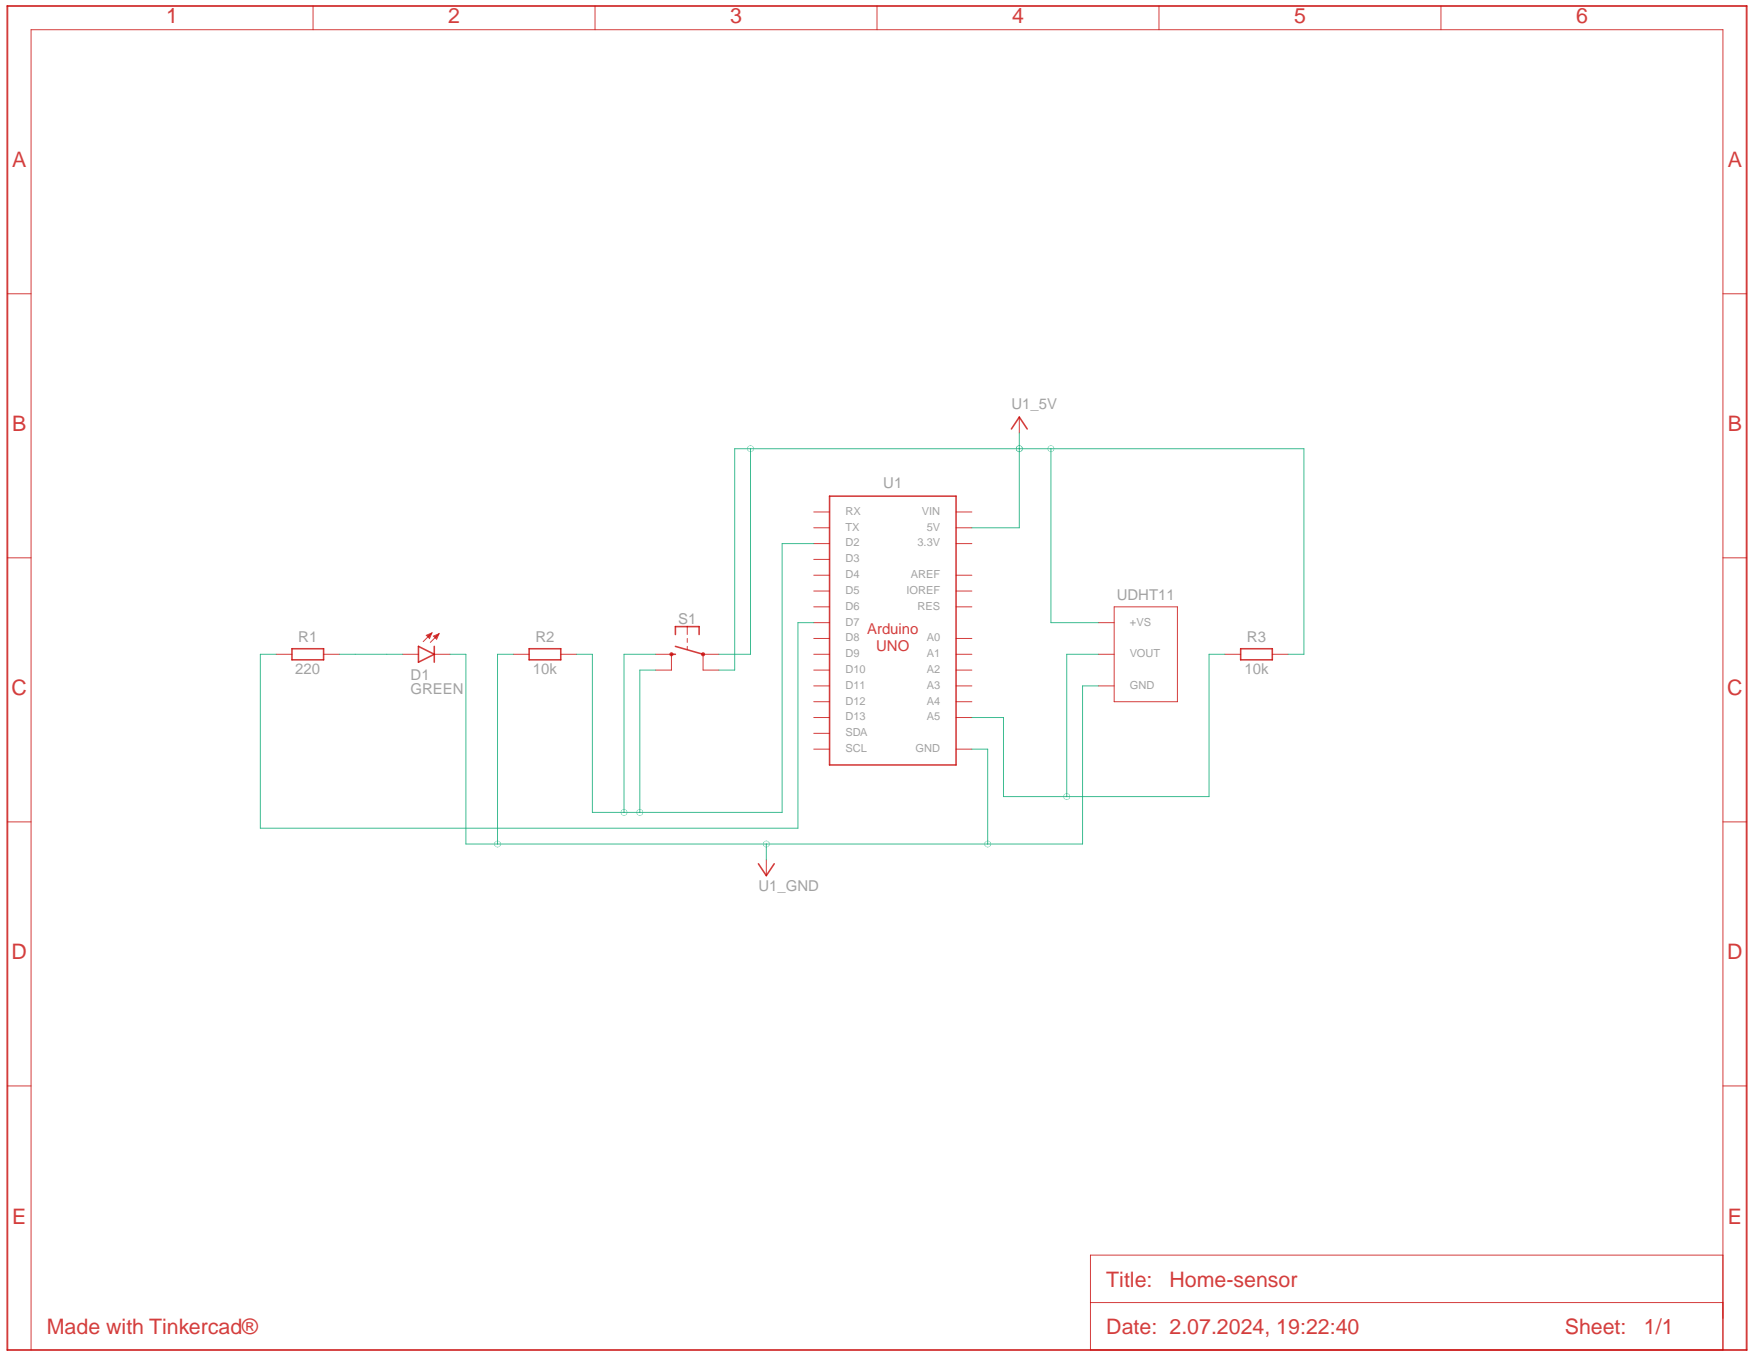 1 2 3 4 5 6
A A
B B
C C
D D
E E
U1_5V
U1
RX VIN
TX 5V
D2 3.3V
D3
D4 AREF
D5 IOREF
D6 RES
D7
D8 A0
D9 A1
D10 A2
D11 A3
D12 A4
D13 A5
SDA
SCL GND
Arduino
UNO
R1
220
D1
GREEN
R2
10k
S1
UDHT11
+VS
VOUT
GND
R3
10k
U1_GND
Title: Home-sensor
Made with Tinkercad®
Date: 2.07.2024, 19:22:40 Sheet: 1/1